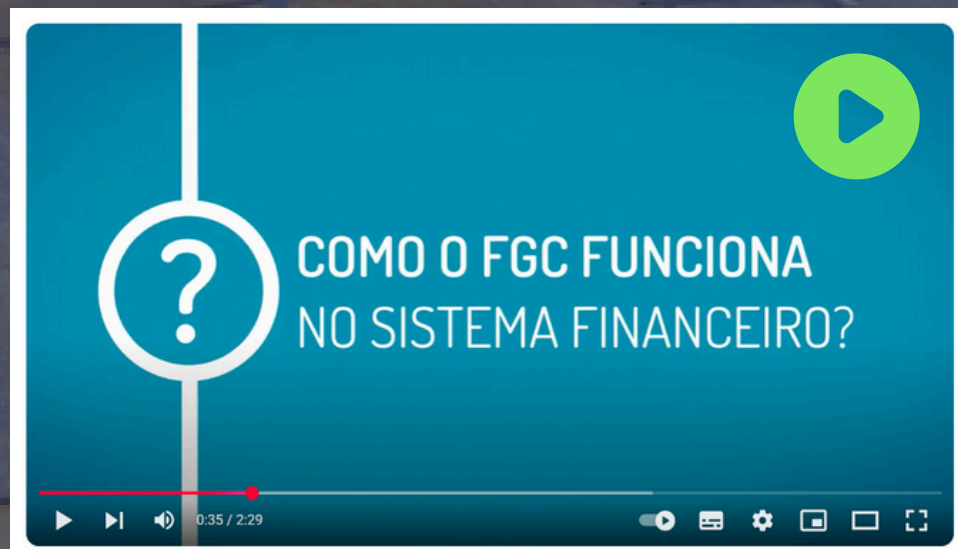 ?
COMO O FGC FUNCIONA
NO SISTEMA FINANCEIRO?
0:35 / 2:29